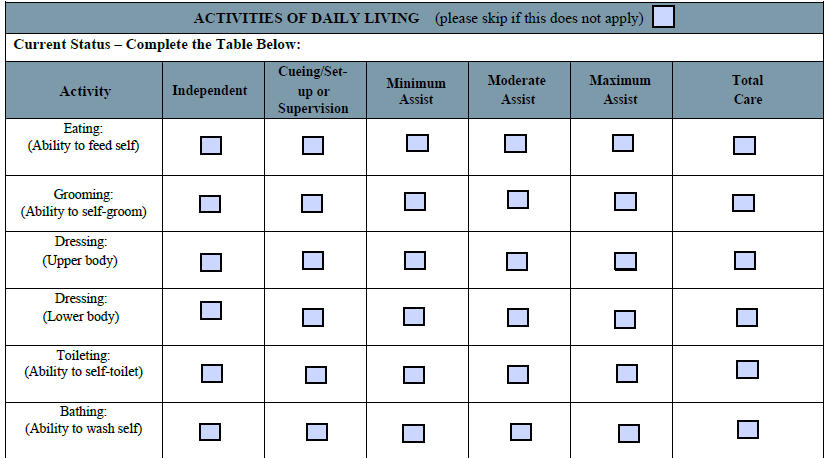 ACTIVITIES OF DAILY LIVING (please skip if this does not apply)
Current Status – Complete the Table Below:
Activity
Independent
Cueing/Set-
up or
Supervision
Minimum
Assist
Moderate
Assist
Maximum
Assist
Total
Care
Eating:
(Ability to feed self)
Grooming:
(Ability to self-groom)
Dressing:
(Upper body)
Dressing:
(Lower body)
Toileting:
(Ability to self-toilet)
Bathing:
(Ability to wash self)